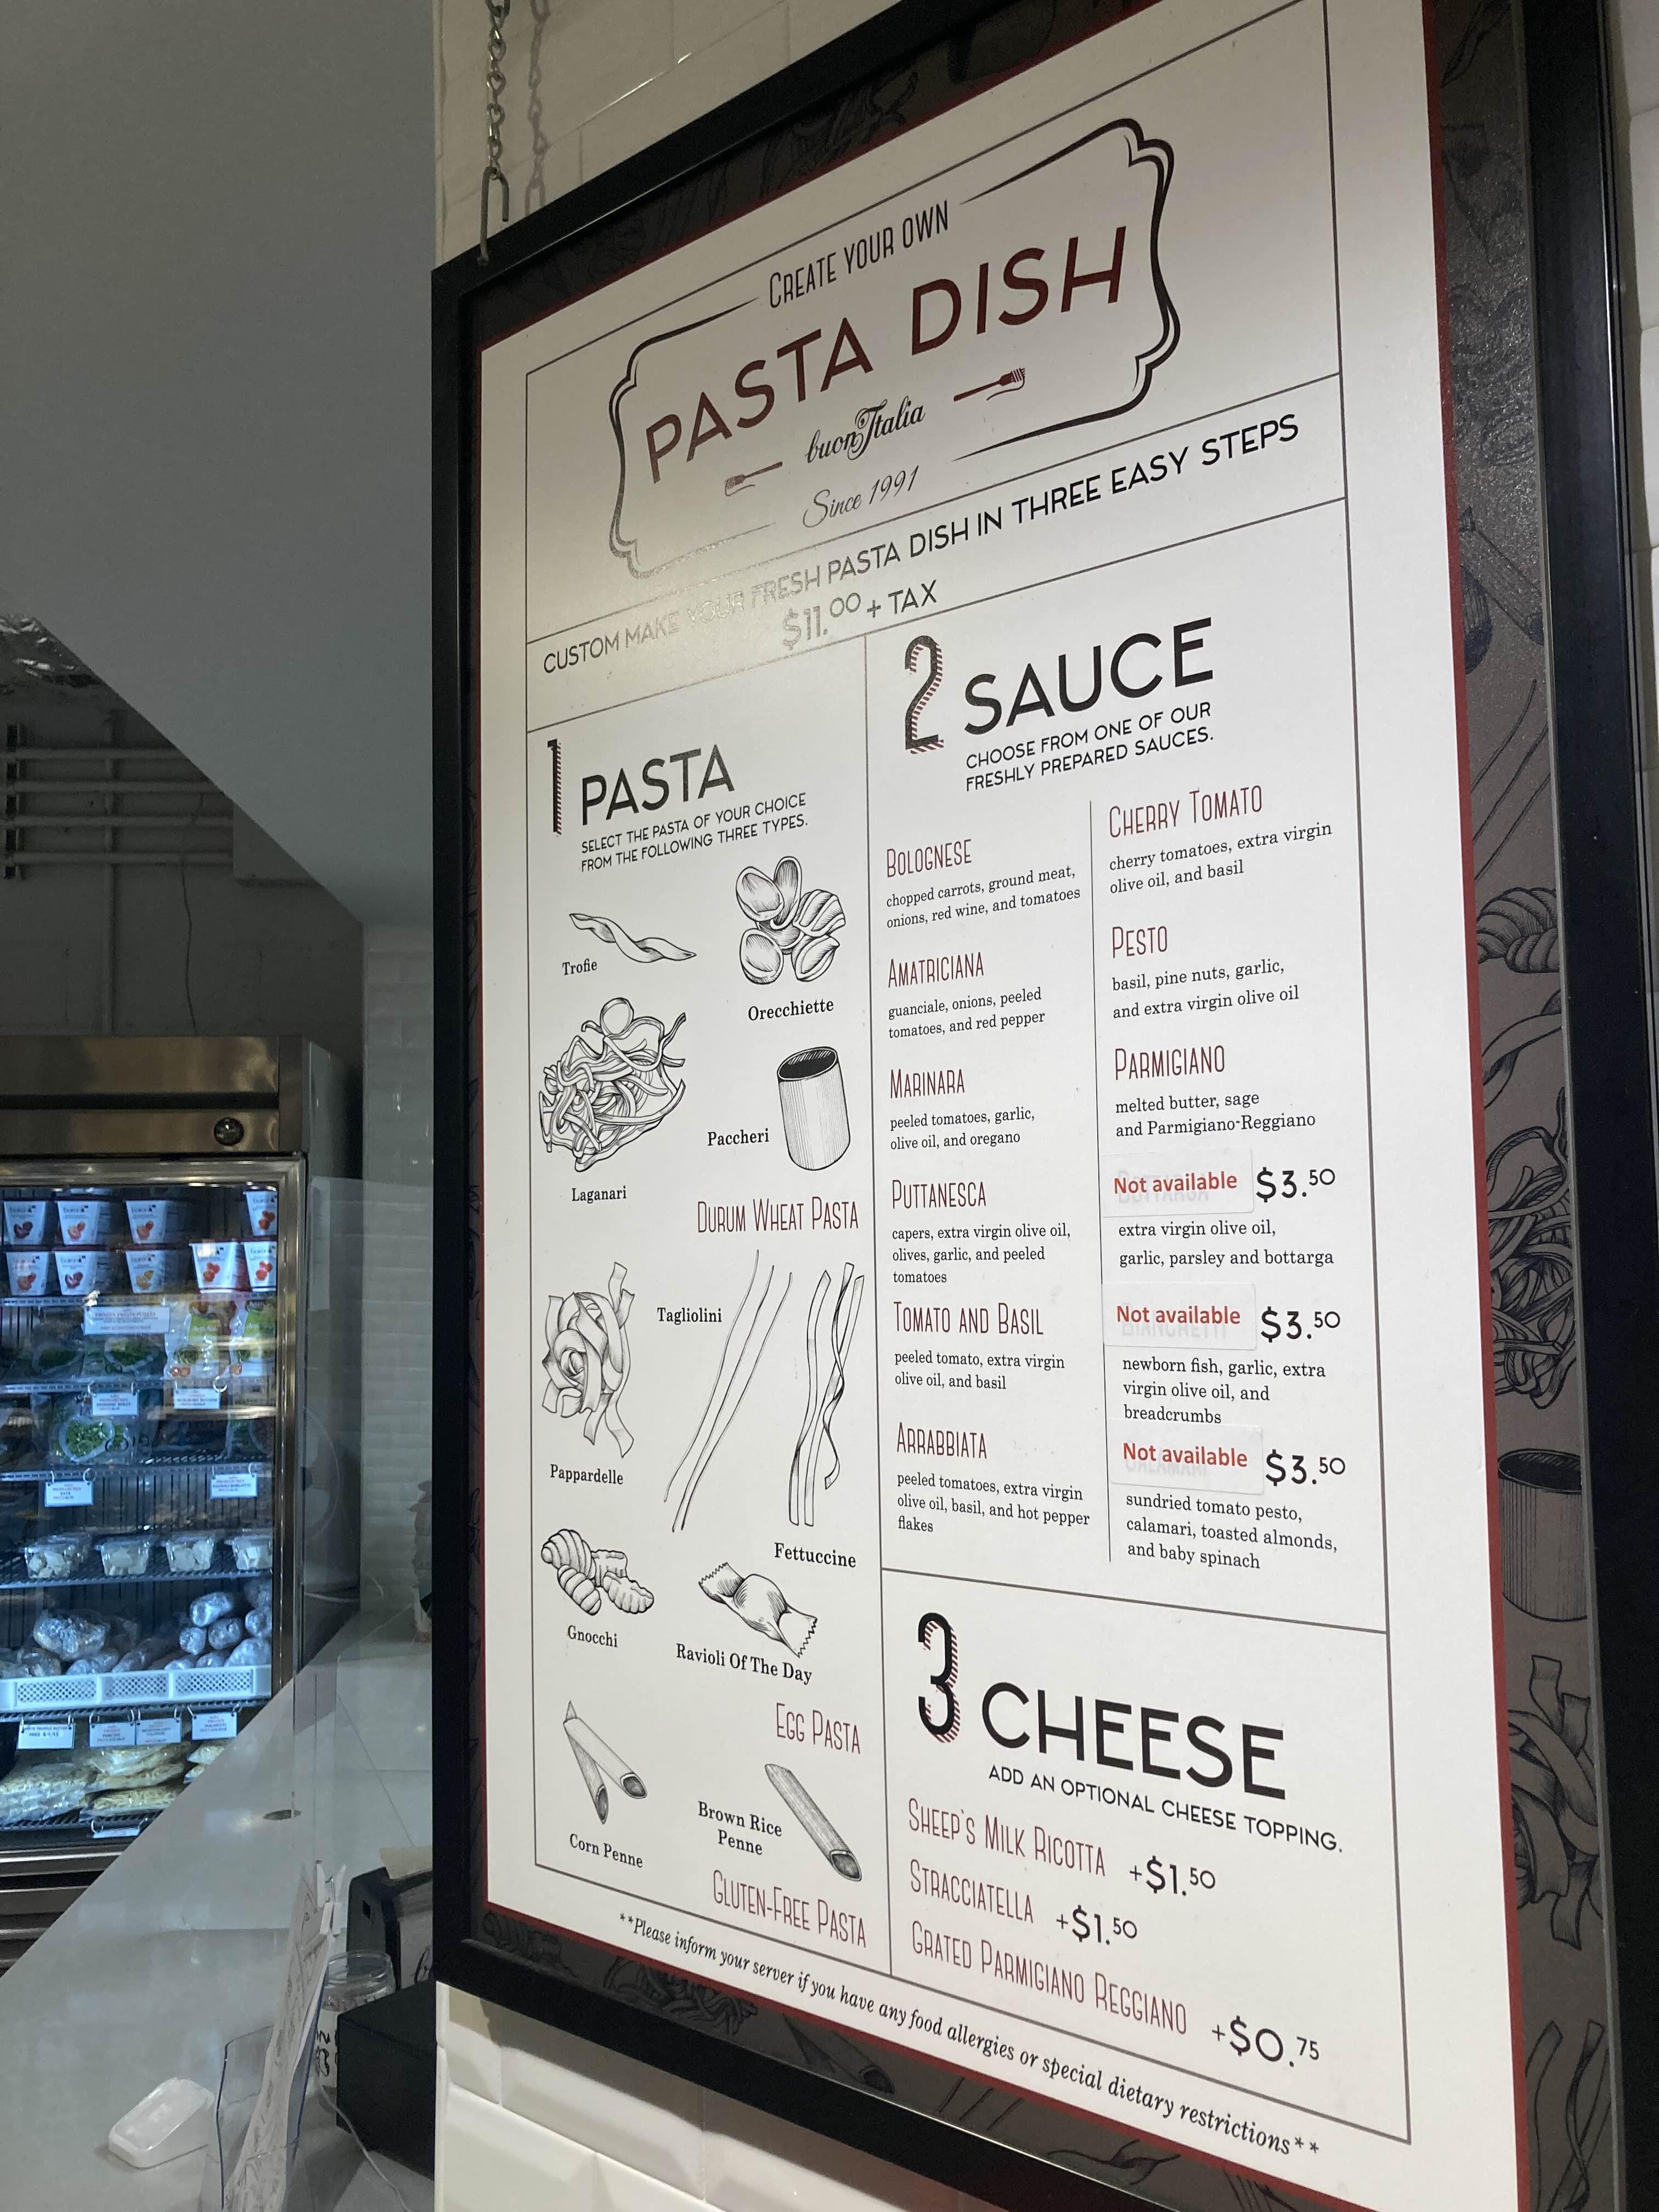 CREATE YOUR OWN
PASTA DISH
buonItalia
Since 1991
CUSTOM MAKE YOUR FRESH PASTA DISH IN THREE EASY STEPS
$11.00 + TAX
1 PASTA
SELECT THE PASTA OF YOUR CHOICE
FROM THE FOLLOWING THREE TYPES.
Trofie
Orecchiette
Laganari
Paccheri
DURUM WHEAT PASTA
Tagliolini
Pappardelle
Fettuccine
Gnocchi
Ravioli Of The Day
EGG PASTA
Corn Penne
Brown Rice
Penne
GLUTEN-FREE PASTA
2 SAUCE
CHOOSE FROM ONE OF OUR
FRESHLY PREPARED SAUCES.
BOLOGNESE
chopped carrots, ground meat,
onions, red wine, and tomatoes
AMATRICIANA
guanciale, onions, peeled
tomatoes, and red pepper
MARINARA
peeled tomatoes, garlic,
olive oil, and oregano
PUTTANESCA
capers, extra virgin olive oil,
olives, garlic, and peeled
tomatoes
TOMATO AND BASIL
peeled tomato, extra virgin
olive oil, and basil
ARRABBIATA
peeled tomatoes, extra virgin
olive oil, basil, and hot pepper
flakes
CHERRY TOMATO
cherry tomatoes, extra virgin
olive oil, and basil
PESTO
basil, pine nuts, garlic,
and extra virgin olive oil
PARMIGIANO
melted butter, sage
and Parmigiano-Reggiano
Not available $3.50
extra virgin olive oil,
garlic, parsley and bottarga
Not available $3.50
newborn fish, garlic, extra
virgin olive oil, and
breadcrumbs
Not available $3.50
sundried tomato pesto,
calamari, toasted almonds,
and baby spinach
3 CHEESE
ADD AN OPTIONAL CHEESE TOPPING.
SHEEP'S MILK RICOTTA +$1.50
STRACCIATELLA +$1.50
GRATED PARMIGIANO REGGIANO +$0.75
**Please inform your server if you have any food allergies or special dietary restrictions**